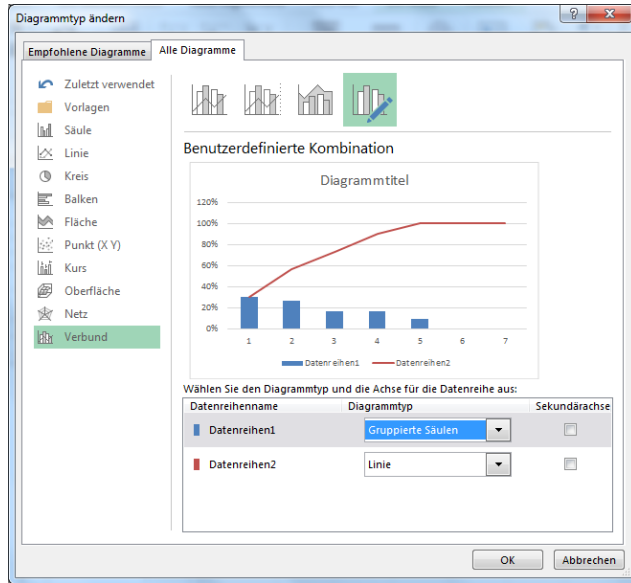 Diagrammtyp ändern
Empfohlene Diagramme
Alle Diagramme
Zuletzt verwendet
Vorlagen
Säule
Linie
Kreis
Balken
Fläche
Punkt (X Y)
Kurs
Oberfläche
Netz
Verbund
Benutzerdefinierte Kombination
Diagrammtitel
120%
100%
80%
60%
40%
20%
0%
1 2 3 4 5 6 7
Datenreihen1 Datenreihen2
Wählen Sie den Diagrammtyp und die Achse für die Datenreihe aus:
Datenreihenname Diagrammtyp Sekundärachse
Datenreihen1 Gruppierte Säulen
Datenreihen2 Linie
OK Abbrechen